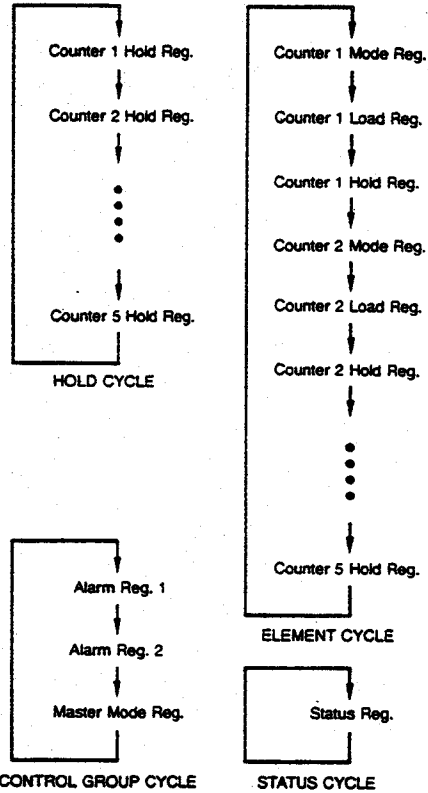 Counter 1 Hold Reg.
Counter 2 Hold Reg.
Counter 5 Hold Reg.
HOLD CYCLE
Counter 1 Mode Reg.
Counter 1 Load Reg.
Counter 1 Hold Reg.
Counter 2 Mode Reg.
Counter 2 Load Reg.
Counter 2 Hold Reg.
Counter 5 Hold Reg.
ELEMENT CYCLE
Alarm Reg. 1
Alarm Reg. 2
Master Mode Reg.
CONTROL GROUP CYCLE
Status Reg.
STATUS CYCLE